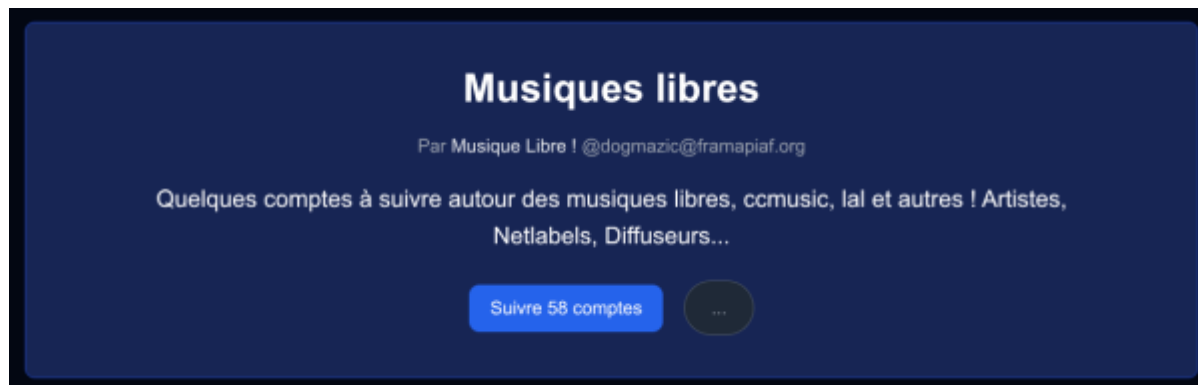 Musiques libres
Par Musique Libre ! @dogmazic@framapiaf.org
Quelques comptes à suivre autour des musiques libres, ccmusic, lal et autres ! Artistes,
Netlabels, Diffuseurs...
Suivre 58 comptes ...